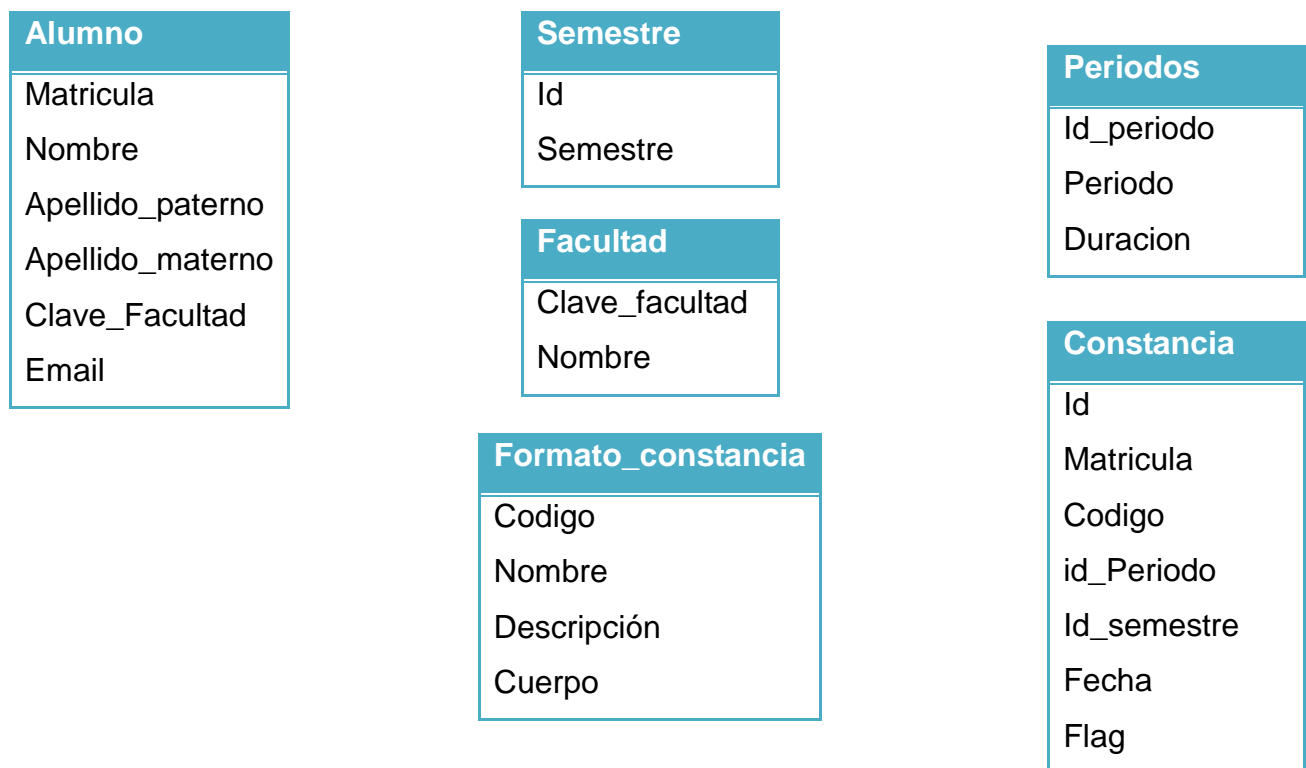 Alumno
Matricula
Nombre
Apellido_paterno
Apellido_materno
Clave_Facultad
Email
Semestre
Id
Semestre
Facultad
Clave_facultad
Nombre
Formato_constancia
Codigo
Nombre
Descripción
Cuerpo
Periodos
Id_periodo
Periodo
Duracion
Constancia
Id
Matricula
Codigo
id_Periodo
Id_semestre
Fecha
Flag